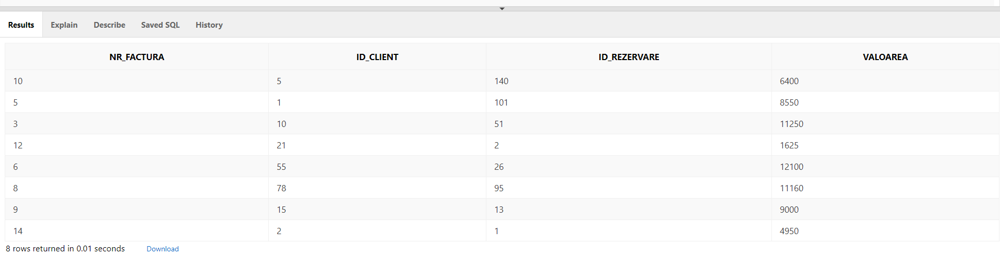 Results Explain Describe Saved SQL History
NR_FACTURA ID_CLIENT ID_REZERVARE VALOAREA
10 5 140 6400
5 1 101 8550
3 10 51 11250
12 21 2 1625
6 55 26 12100
8 78 95 11160
9 15 13 9000
14 2 1 4950
8 rows returned in 0.01 seconds Download